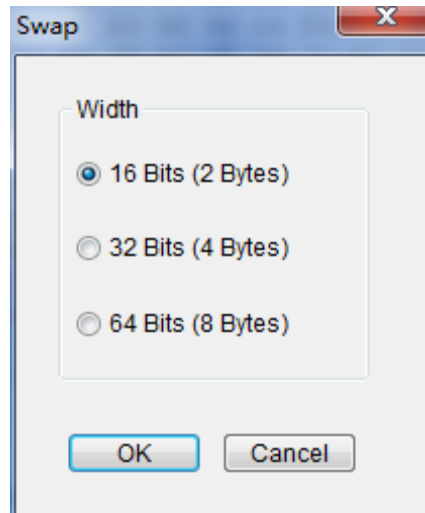 Swap
Width
16 Bits (2 Bytes)
32 Bits (4 Bytes)
64 Bits (8 Bytes)
OK Cancel